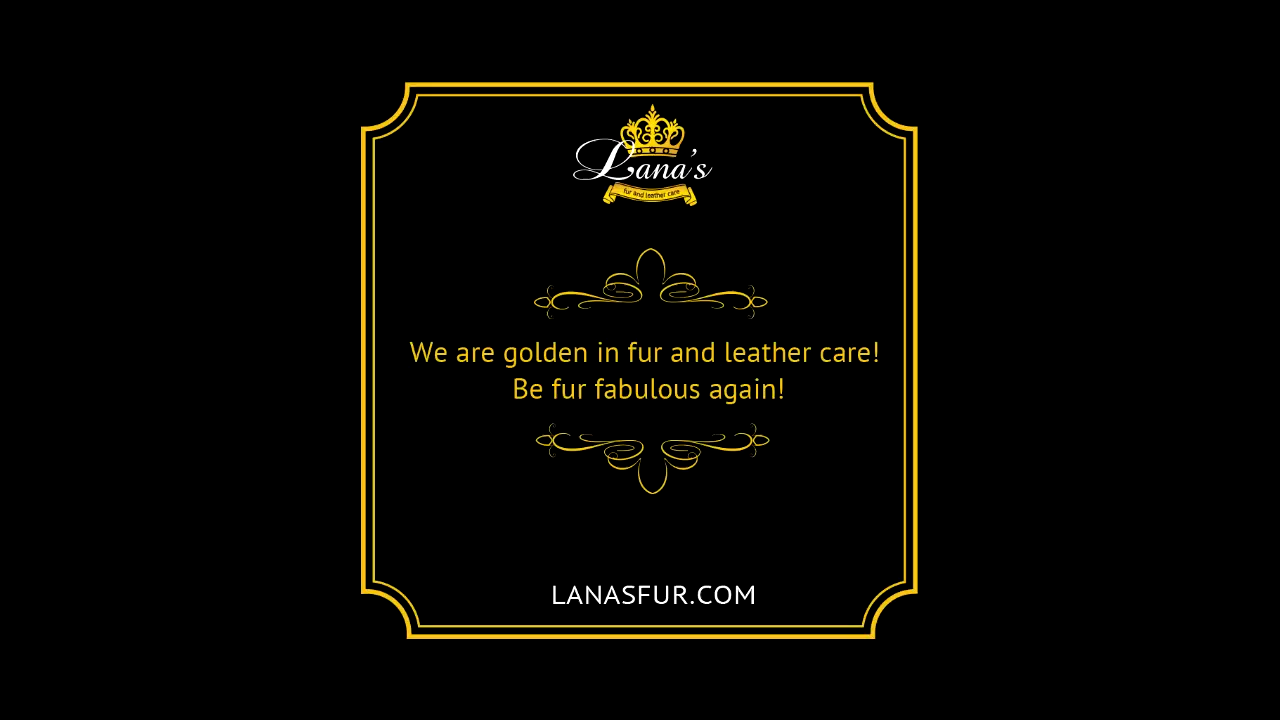 Lana's
fur and leather care
We are golden in fur and leather care!
Be fur fabulous again!
LANASFUR.COM